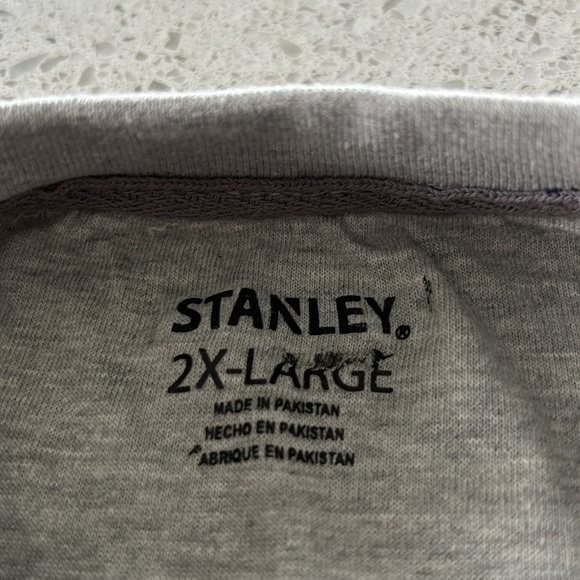 STANLEY®
2X-LARGE
MADE IN PAKISTAN
HECHO EN PAKISTAN
FABRIQUE EN PAKISTAN